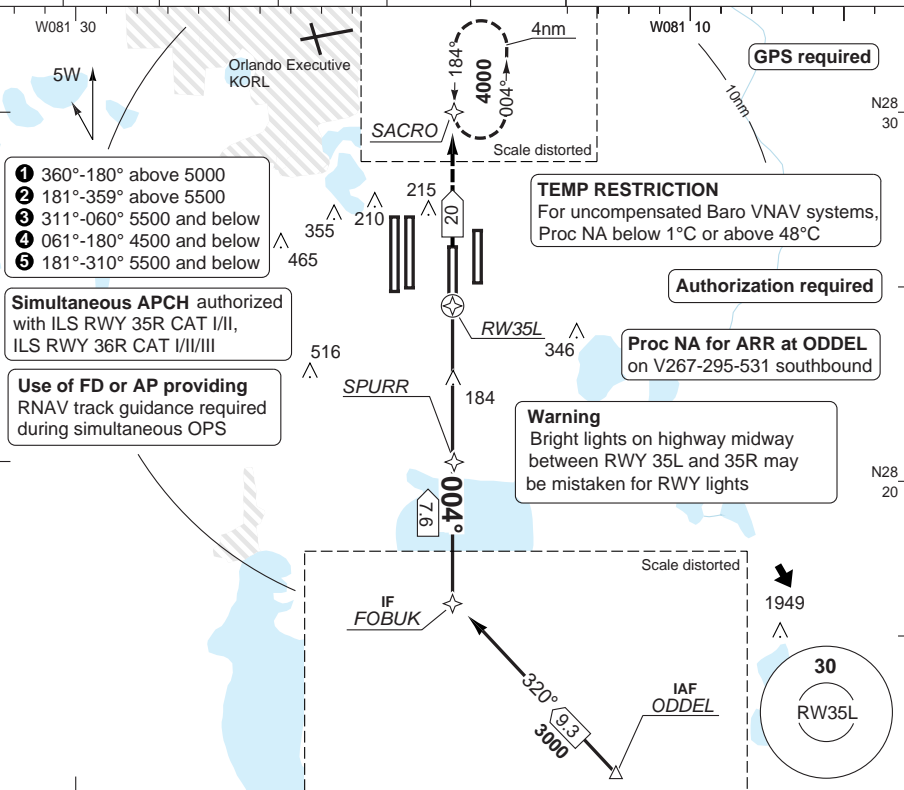 W081 30
W081 10
4nm
184°
4000
004°
GPS required
5W
Orlando Executive
KORL
10nm
N28
30
SACRO
Scale distorted
1 360°-180° above 5000
2 181°-359° above 5500
3 311°-060° 5500 and below
4 061°-180° 4500 and below
5 181°-310° 5500 and below
215
210
355
465
20
TEMP RESTRICTION
For uncompensated Baro VNAV systems,
Proc NA below 1°C or above 48°C
Authorization required
Simultaneous APCH authorized
with ILS RWY 35R CAT I/II,
ILS RWY 36R CAT I/II/III
RW35L
346
Proc NA for ARR at ODDEL
on V267-295-531 southbound
516
Use of FD or AP providing
RNAV track guidance required
during simultaneous OPS
SPURR
184
Warning
Bright lights on highway midway
between RWY 35L and 35R may
be mistaken for RWY lights
N28
20
004°
7.6
Scale distorted
IF
FOBUK
1949
320°
9.3
3000
IAF
ODDEL
30
RW35L